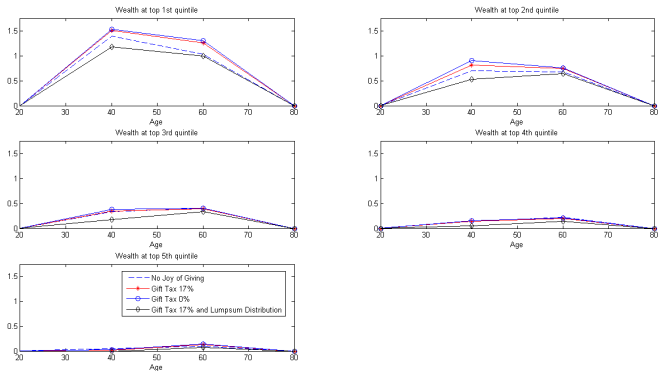 Wealth at top 1st quintile
1.5
1
0.5
0
20 30 40 50 60 70 80
Age
Wealth at top 2nd quintile
1.5
1
0.5
0
20 30 40 50 60 70 80
Age
Wealth at top 3rd quintile
1.5
1
0.5
0
20 30 40 50 60 70 80
Age
Wealth at top 4th quintile
1.5
1
0.5
0
20 30 40 50 60 70 80
Age
Wealth at top 5th quintile
1.5
1
0.5
0
20 30 40 50 60 70 80
Age
No Joy of Giving
Gift Tax 17%
Gift Tax 0%
Gift Tax 17% and Lumpsum Distribution